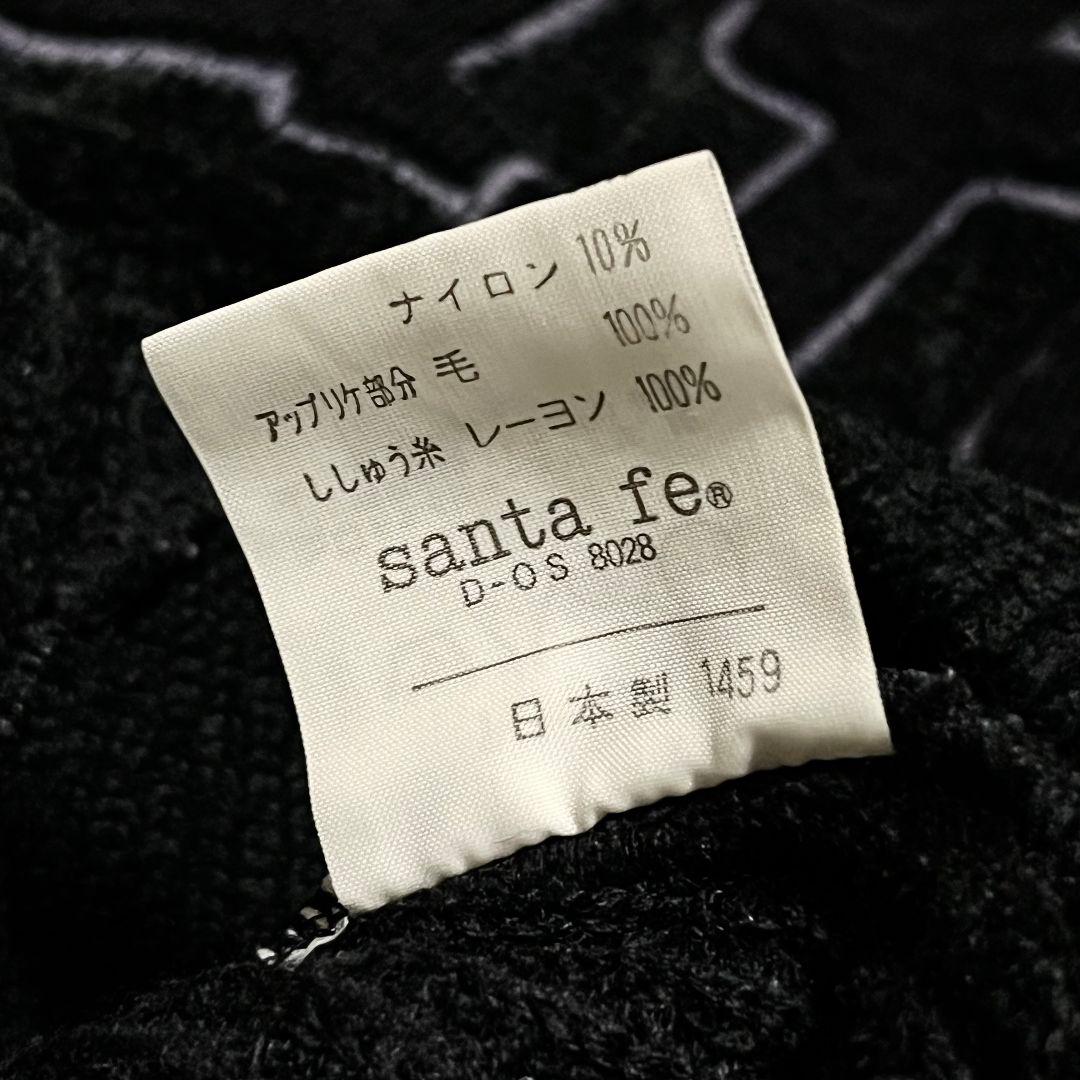 ナイロン 10%
アップリケ部分 毛 100%
ししゅう糸 レーヨン 100%
santa fe®
D-OS 8028
日本製 1459